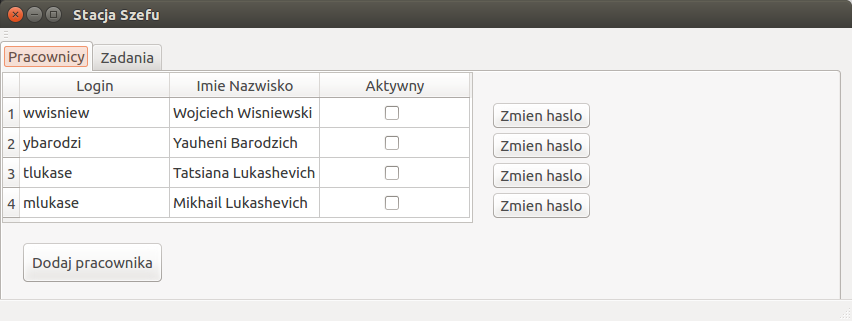 Stacja Szefu
Pracownicy Zadania
Login Imie Nazwisko Aktywny
1 wwisniew Wojciech Wisniewski Zmien haslo
2 ybarodzi Yauheni Barodzich Zmien haslo
3 tlukase Tatsiana Lukashevich Zmien haslo
4 mlukase Mikhail Lukashevich Zmien haslo
Dodaj pracownika